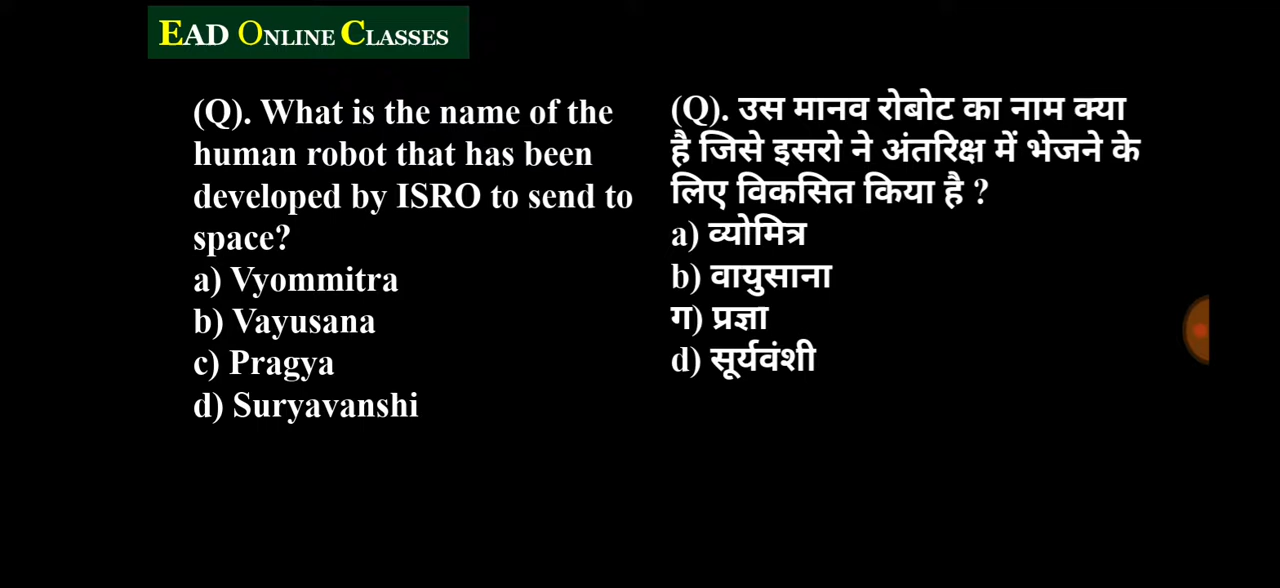 EAD ONLINE CLASSES
(Q). What is the name of the
human robot that has been
developed by ISRO to send to
space?
a) Vyommitra
b) Vayusana
c) Pragya
d) Suryavanshi
(Q). उस मानव रोबोट का नाम क्या
है जिसे इसरो ने अंतरिक्ष में भेजने के
लिए विकसित किया है ?
a) व्योमित्र
b) वायुसाना
ग) प्रज्ञा
d) सूर्यवंशी